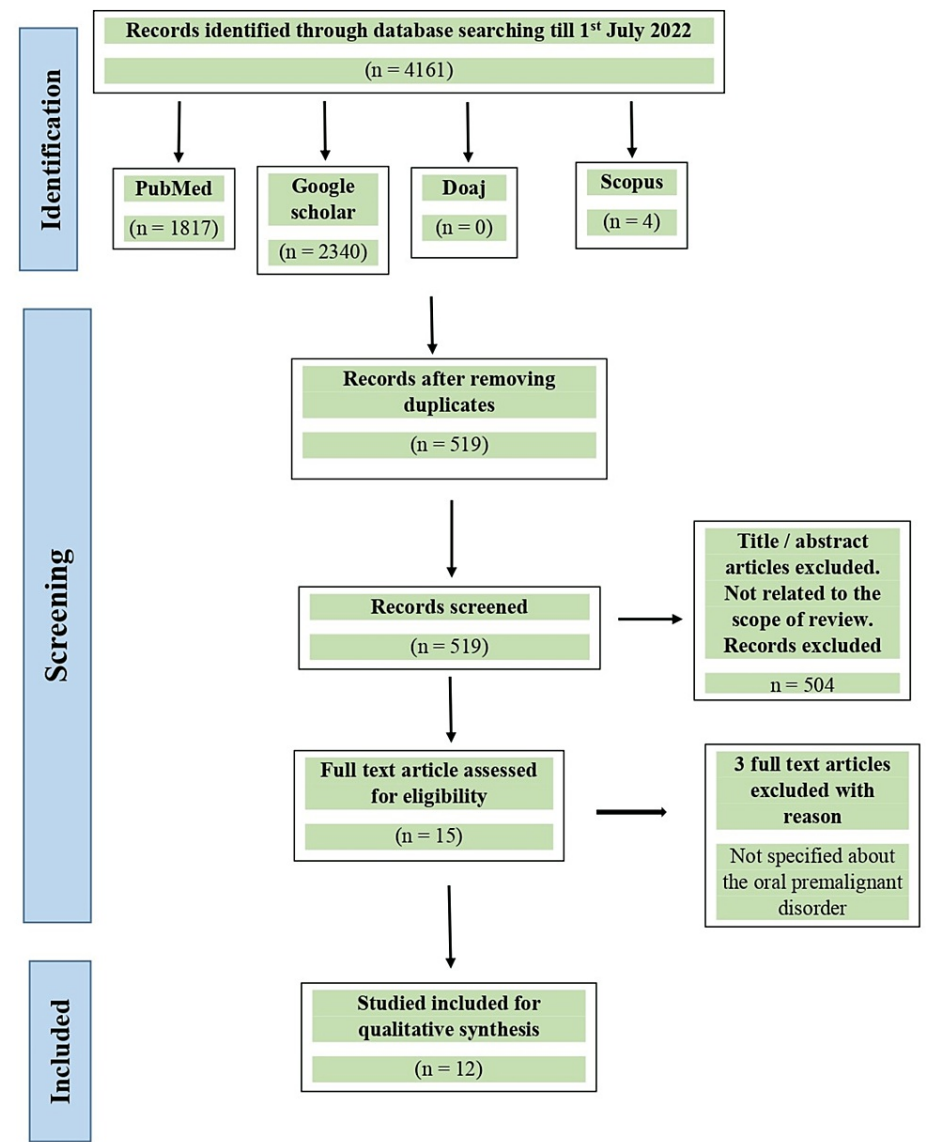 Identification
Records identified through database searching till 1st July 2022
(n = 4161)
PubMed
(n = 1817)
Google
scholar
(n = 2340)
Doaj
(n = 0)
Scopus
(n = 4)
Screening
Records after removing
duplicates
(n = 519)
Records screened
(n = 519)
Title / abstract
articles excluded.
Not related to the
scope of review.
Records excluded
n = 504
Full text article assessed
for eligibility
(n = 15)
3 full text articles
excluded with
reason
Not specified about
the oral premalignant
disorder
Included
Studied included for
qualitative synthesis
(n = 12)